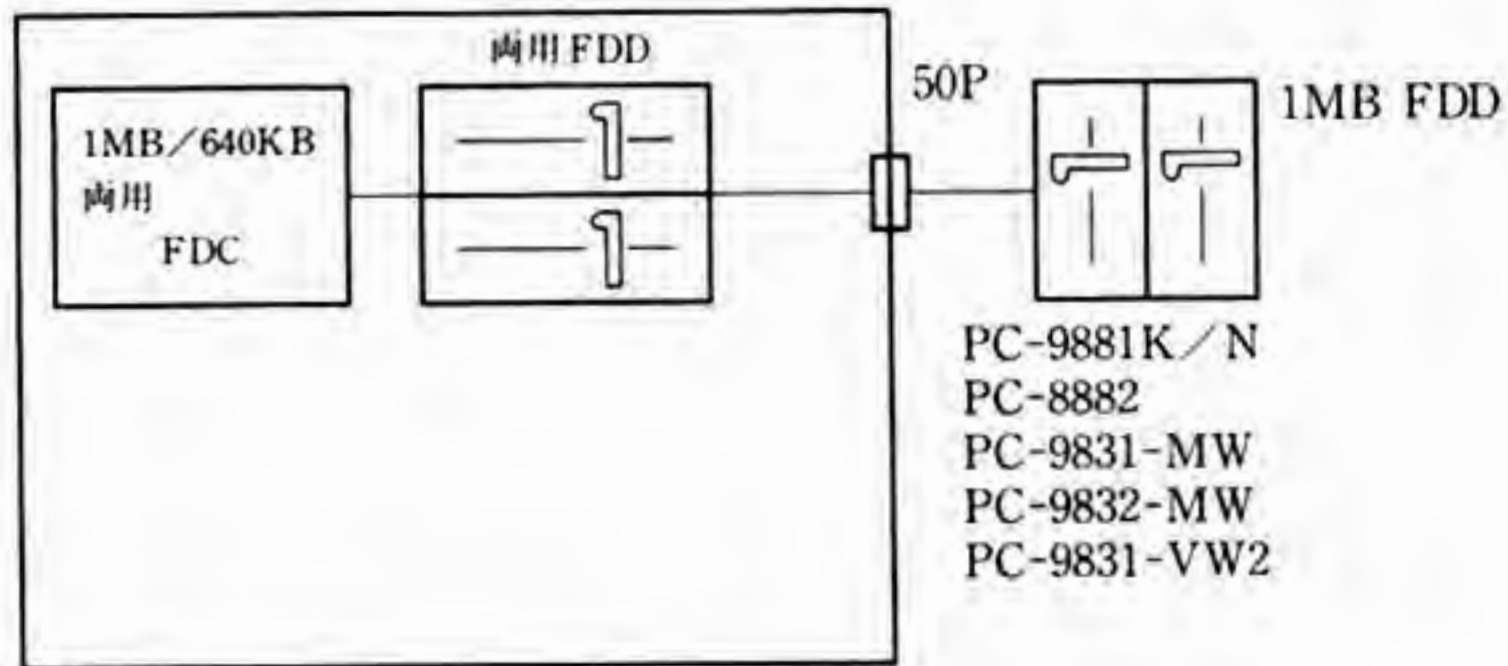 両用FDD
1MB／640KB
両用
FDC
50P
1MB FDD
PC-9881K／N
PC-8882
PC-9831-MW
PC-9832-MW
PC-9831-VW2